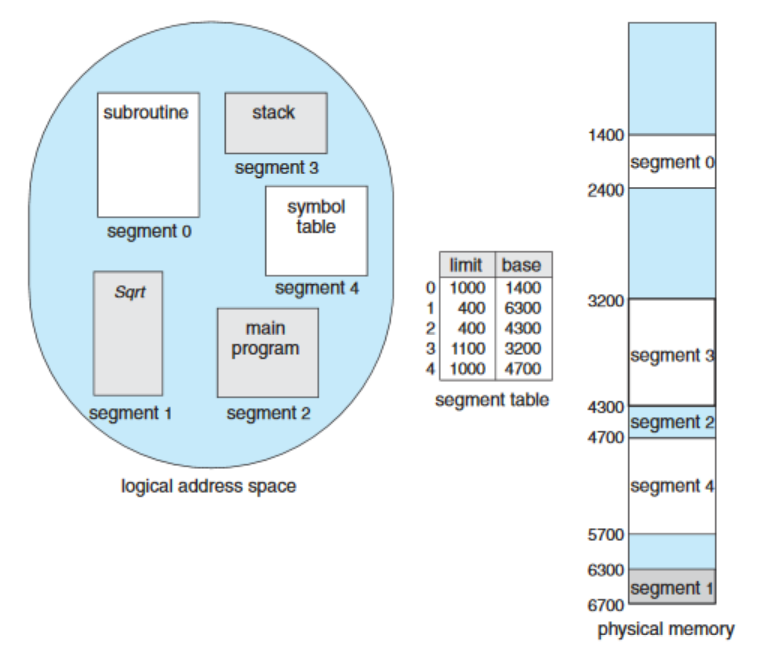 subroutine
segment 0
stack
segment 3
symbol
table
segment 4
Sqrt
segment 1
main
program
segment 2
logical address space
limit base
0 1000 1400
1 400 6300
2 400 4300
3 1100 3200
4 1000 4700
segment table
1400
segment 0
2400
3200
segment 3
4300
segment 2
4700
segment 4
5700
6300
segment 1
6700
physical memory